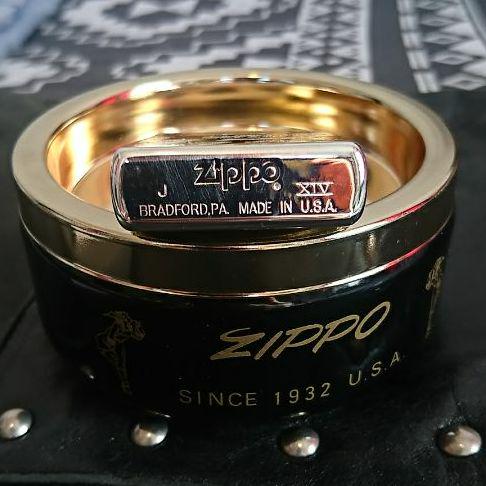 Zippo
J XIV
BRADFORD,PA. MADE IN U.S.A.
ZIPPO
SINCE 1932 U.S.A.